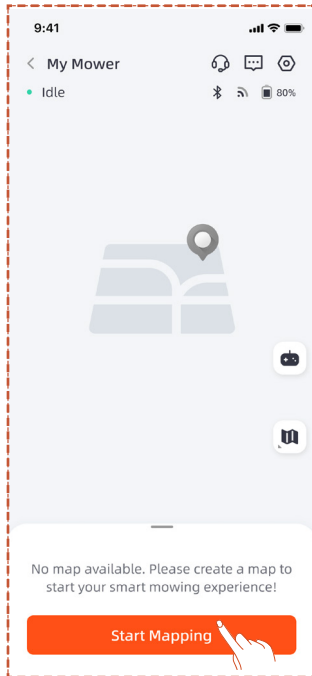 9:41
My Mower
Idle
80%
No map available. Please create a map to
start your smart mowing experience!
Start Mapping